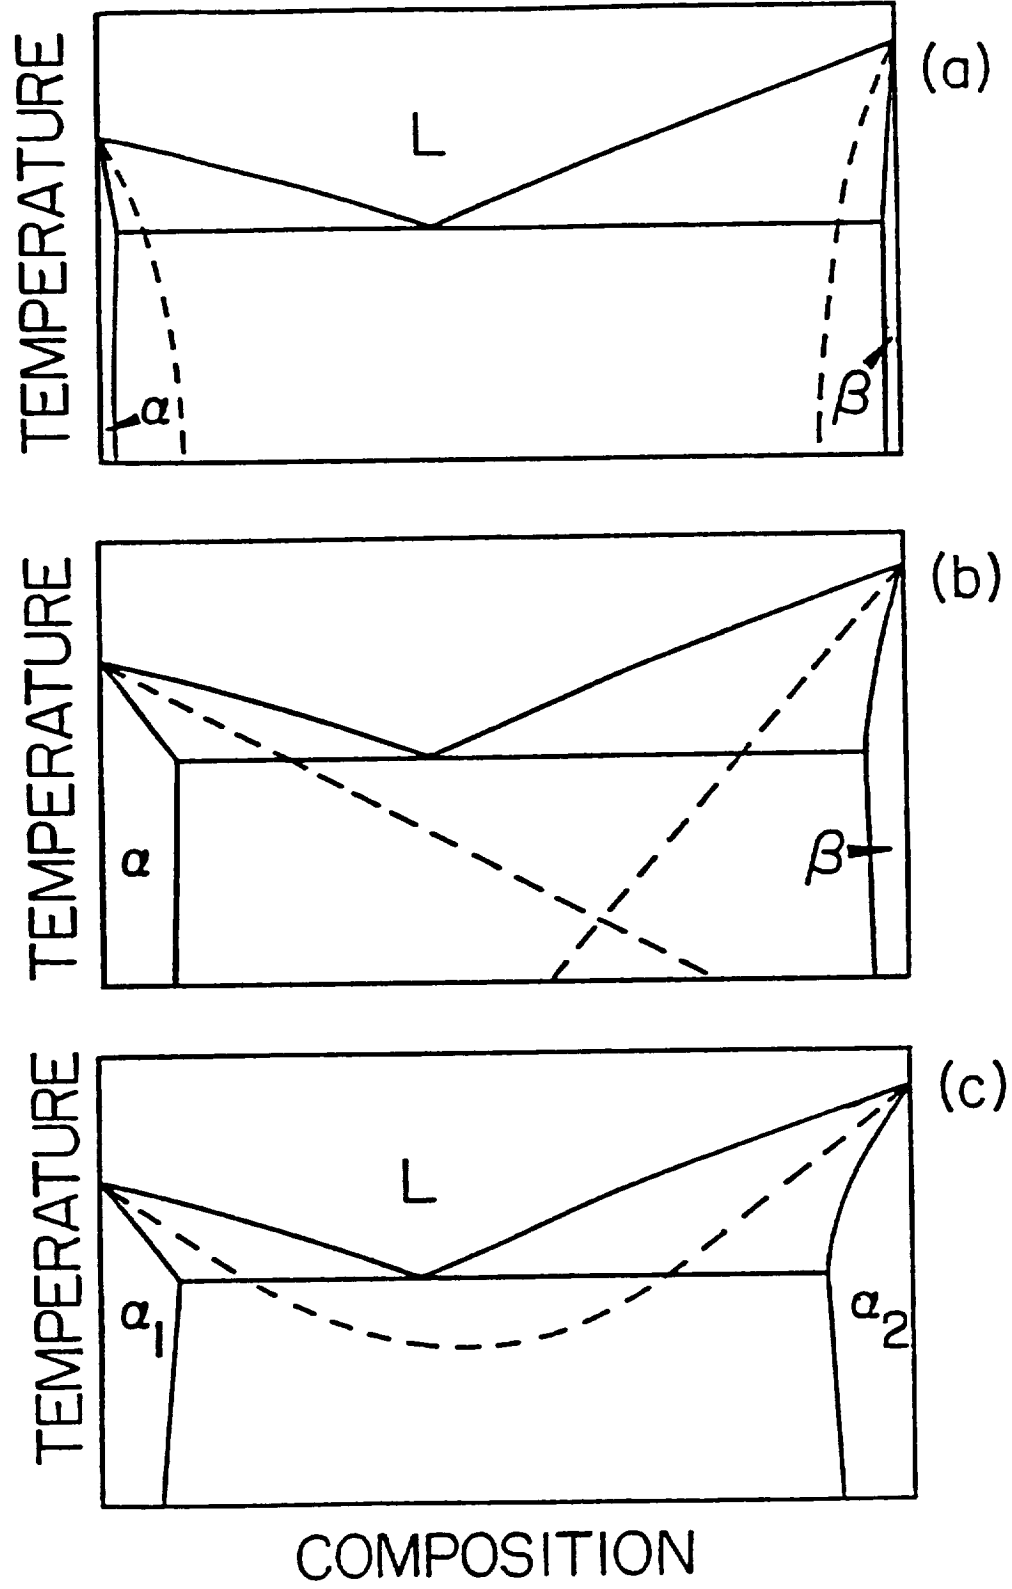 TEMPERATURE
(a)
L
α
β
TEMPERATURE
(b)
α
β
TEMPERATURE
(c)
L
α1
α2
COMPOSITION